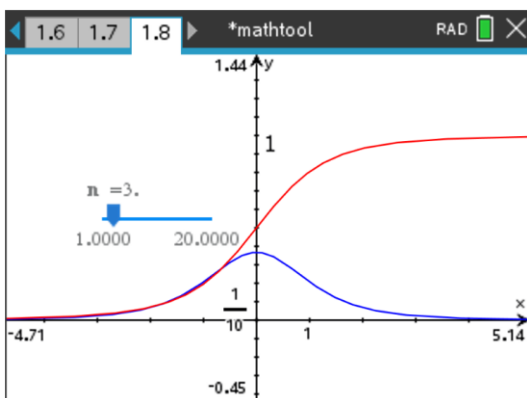 1.6 1.7 1.8 *mathtool RAD
1.44 y
1
n =3.
1.0000 20.0000
1
10
x
-4.71 1 5.14
-0.45